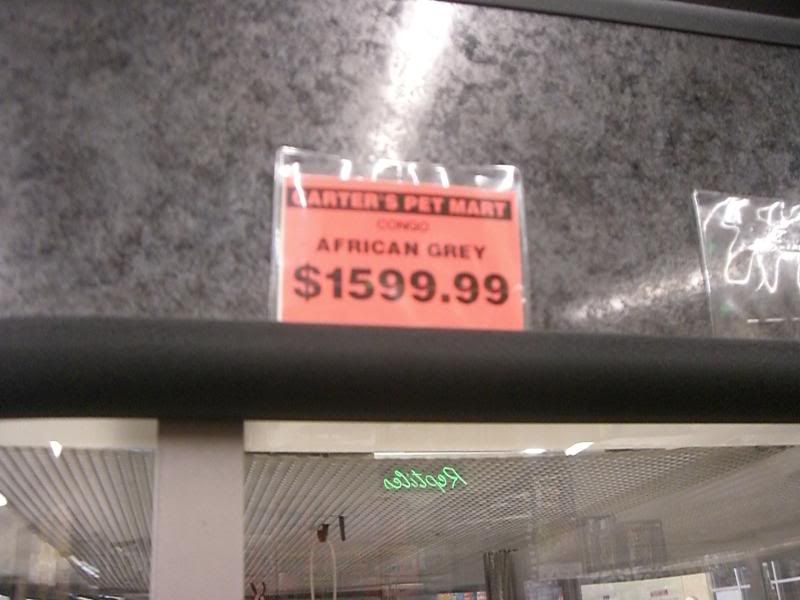 CARTER'S PET MART
CONGO
AFRICAN GREY
$1599.99
Reptiles